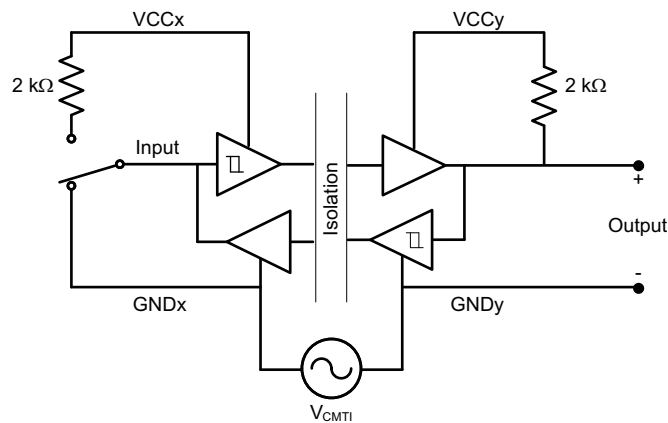 VCCx
VCCy
2 kΩ
2 kΩ
Input
Isolation
+
Output
-
GNDx
GNDy
VCMTI